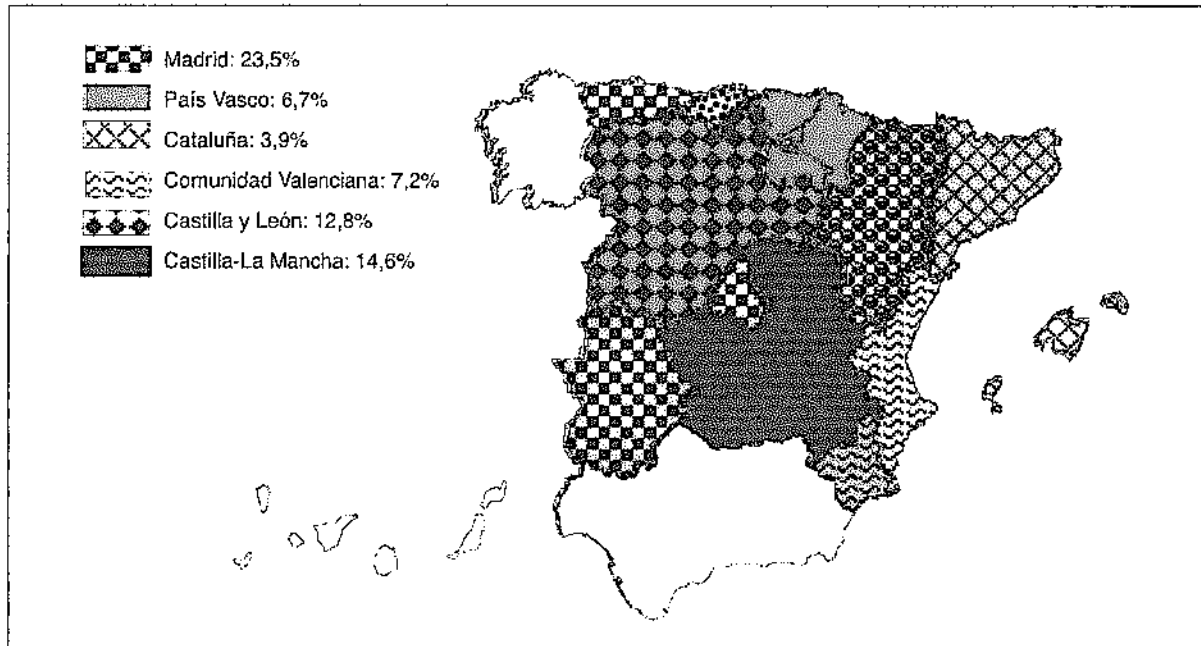 Madrid: 23,5%
País Vasco: 6,7%
Cataluña: 3,9%
Comunidad Valenciana: 7,2%
Castilla y León: 12,8%
Castilla-La Mancha: 14,6%